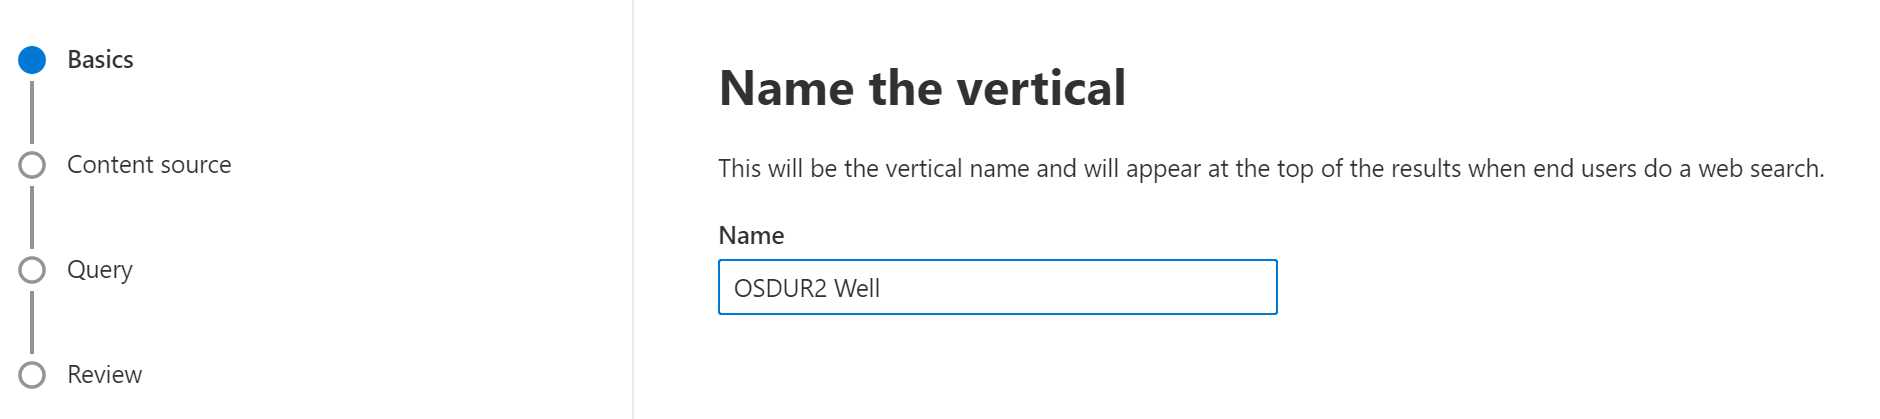 Basics
Content source
Query
Review
Name the vertical
This will be the vertical name and will appear at the top of the results when end users do a web search.
Name
OSDUR2 Well